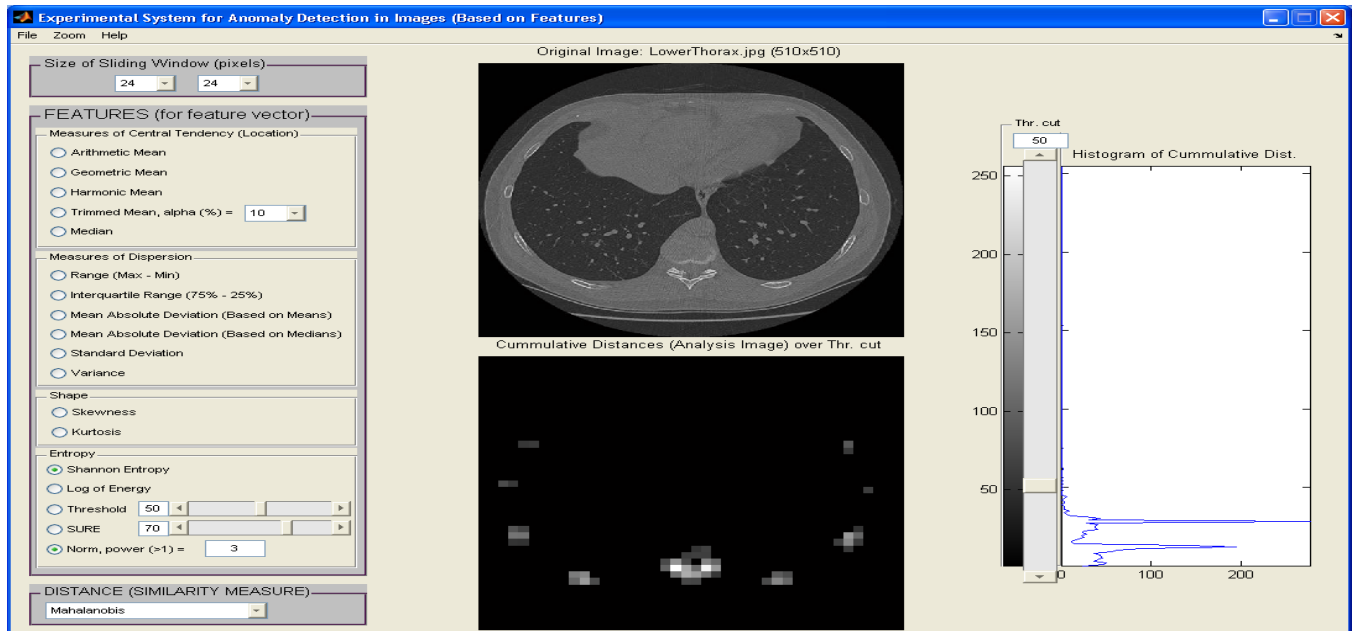 Experimental System for Anomaly Detection in Images (Based on Features)
File Zoom Help
Size of Sliding Window (pixels)
24 24
FEATURES (for feature vector)
Measures of Central Tendency (Location)
Arithmetic Mean
Geometric Mean
Harmonic Mean
Trimmed Mean, alpha (%) = 10
Median
Measures of Dispersion
Range (Max - Min)
Interquartile Range (75% - 25%)
Mean Absolute Deviation (Based on Means)
Mean Absolute Deviation (Based on Medians)
Standard Deviation
Variance
Shape
Skewness
Kurtosis
Entropy
Shannon Entropy
Log of Energy
Threshold 50
SURE 70
Norm, power (>1) = 3
DISTANCE (SIMILARITY MEASURE)
Mahalanobis
Original Image: LowerThorax.jpg (510x510)
Cummulative Distances (Analysis Image) over Thr. cut
Thr. cut
50
Histogram of Cummulative Dist.
250
200
150
100
50
0 100 200